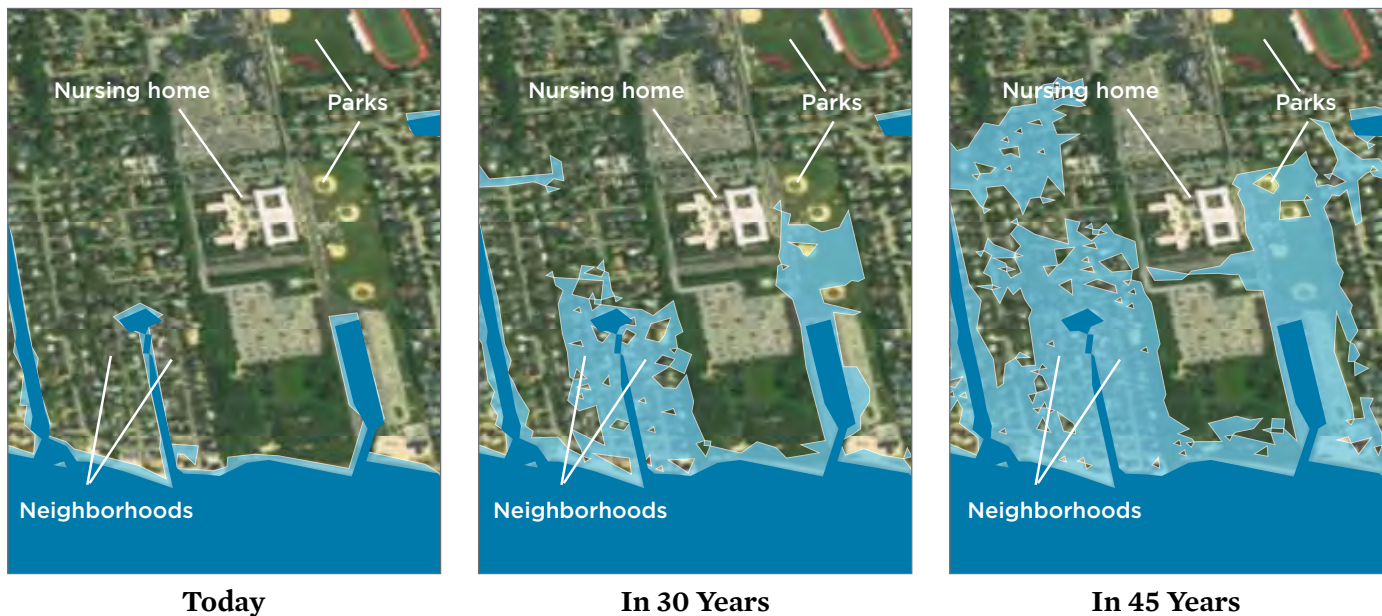 Nursing home
Parks
Neighborhoods
Today
Nursing home
Parks
Neighborhoods
In 30 Years
Nursing home
Parks
Neighborhoods
In 45 Years